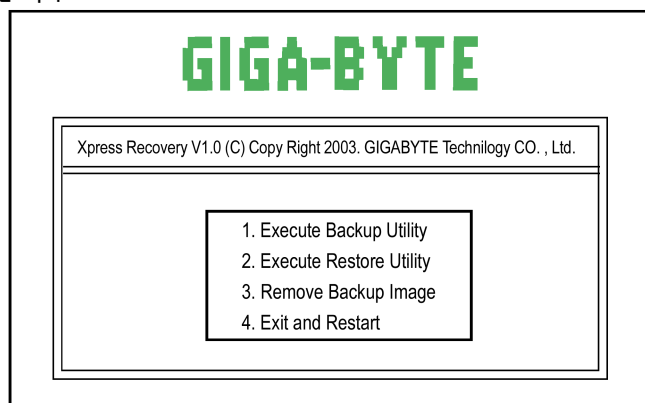 GIGA-BYTE
Xpress Recovery V1.0 (C) Copy Right 2003. GIGABYTE Technilogy CO. , Ltd.
1. Execute Backup Utility
2. Execute Restore Utility
3. Remove Backup Image
4. Exit and Restart